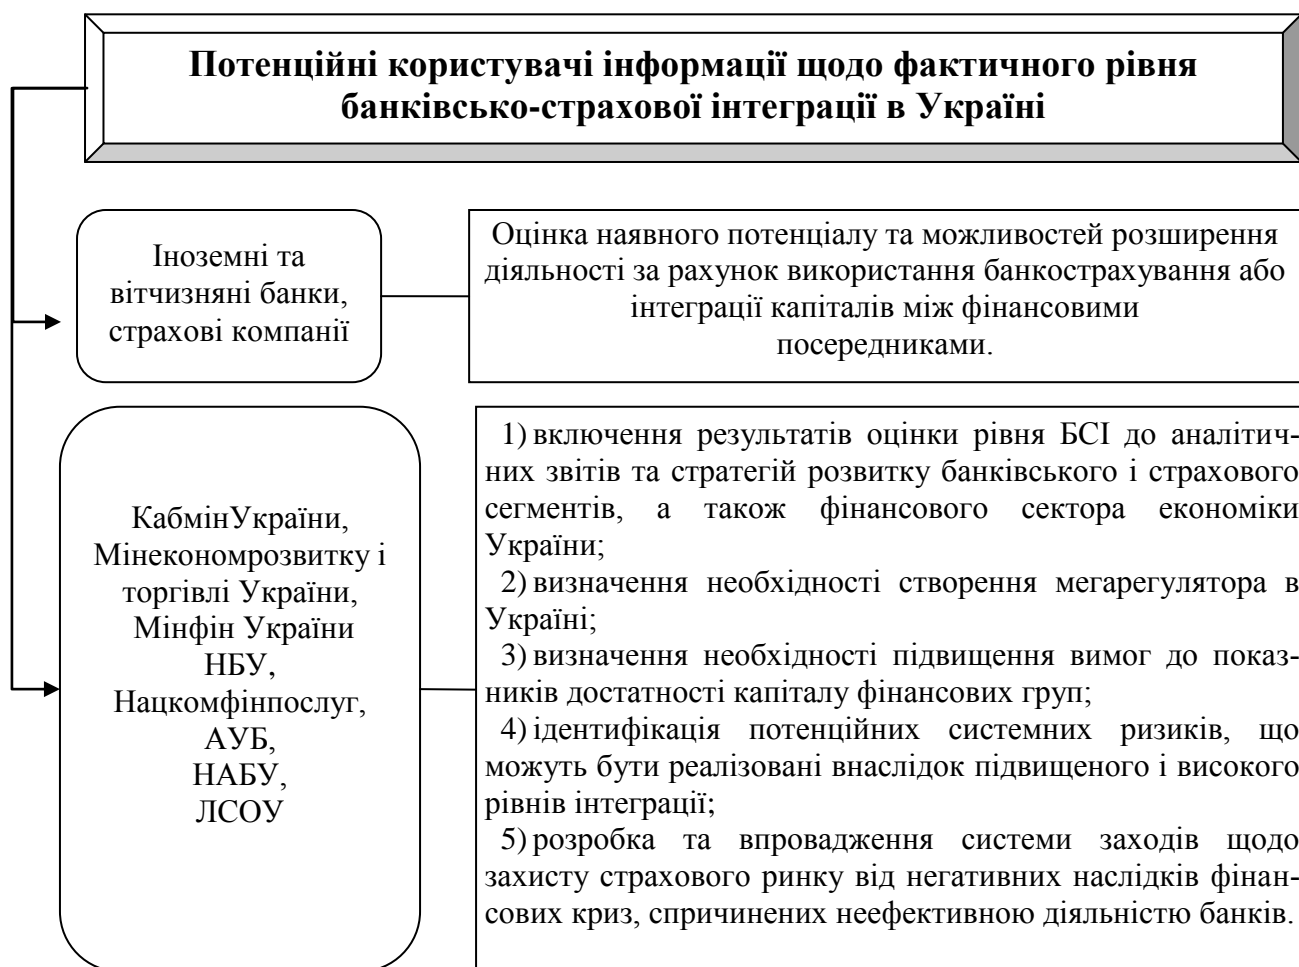 Потенційні користувачі інформації щодо фактичного рівня
банківсько-страхової інтеграції в Україні
Іноземні та
вітчизняні банки,
страхові компанії
Оцінка наявного потенціалу та можливостей розширення
діяльності за рахунок використання банкострахування або
інтеграції капіталів між фінансовими
посередниками.
КабмінУкраїни,
Мінекономрозвитку і
торгівлі України,
Мінфін України
НБУ,
Нацкомфінпослуг,
АУБ,
НАБУ,
ЛСОУ
1) включення результатів оцінки рівня БСІ до аналітич-
них звітів та стратегій розвитку банківського і страхового
сегментів, а також фінансового сектора економіки
України;
2) визначення необхідності створення мегарегулятора в
Україні;
3) визначення необхідності підвищення вимог до показ-
ників достатності капіталу фінансових груп;
4) ідентифікація потенційних системних ризиків, що
можуть бути реалізовані внаслідок підвищеного і високого
рівнів інтеграції;
5) розробка та впровадження системи заходів щодо
захисту страхового ринку від негативних наслідків фінан-
сових криз, спричинених неефективною діяльністю банків.